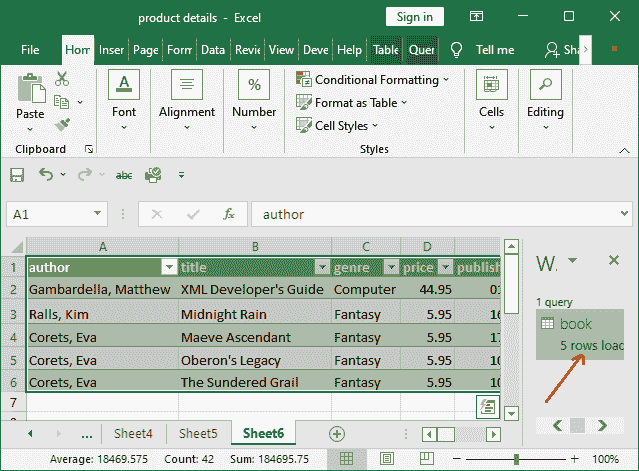 product details - Excel
Sign in
File Hom Inser Page Forn Data Revie View Deve Help Table Quer Tell me Sha
Paste
Font
Alignment
Number
Conditional Formatting
Format as Table
Cell Styles
Cells
Editing
Clipboard
Styles
abc
A1
fx
author
A B C D
1 author title genre price publish
2 Gambardella, Matthew XML Developer's Guide Computer 44.95 01
3 Ralls, Kim Midnight Rain Fantasy 5.95 16
4 Corets, Eva Maeve Ascendant Fantasy 5.95 17
5 Corets, Eva Oberon's Legacy Fantasy 5.95 10
6 Corets, Eva The Sundered Grail Fantasy 5.95 10
7
W.
1 query
book
5 rows load
... Sheet4 Sheet5 Sheet6
Average: 18469.575 Count: 42 Sum: 184695.75 100%